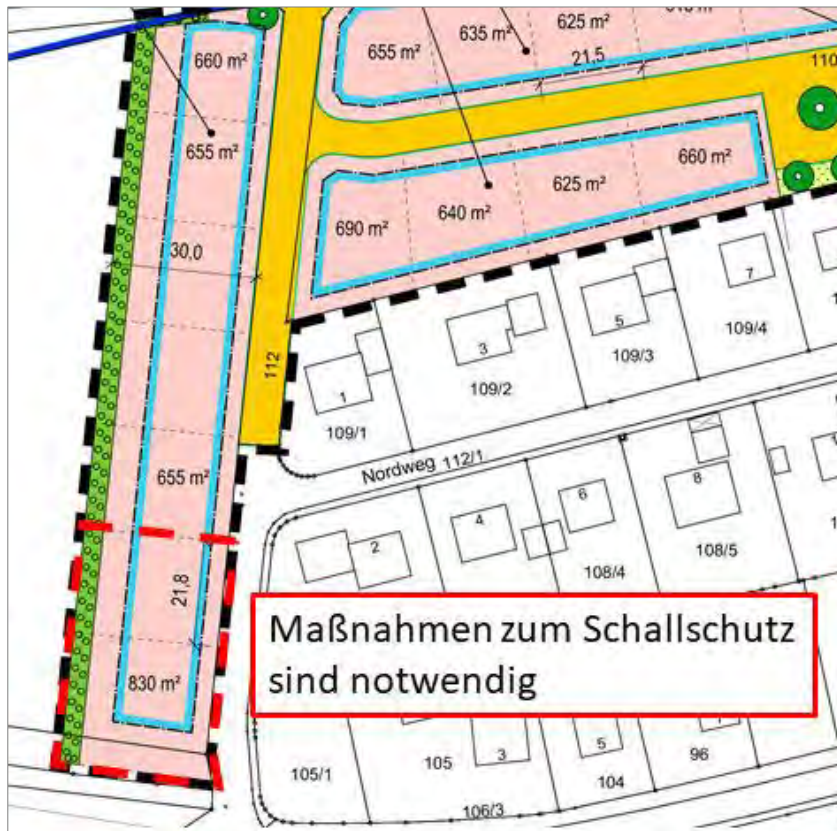 660 m²
655 m²
635 m²
625 m²
21,5
110
655 m²
660 m²
625 m²
640 m²
690 m²
30,0
7
5
3
109/4
109/3
109/2
112
1
109/1
Nordweg 112/1
655 m²
8
6
4
2
108/5
108/4
21,8
Maßnahmen zum Schallschutz
sind notwendig
830 m²
3
5
96
105/1
105
104
106/3